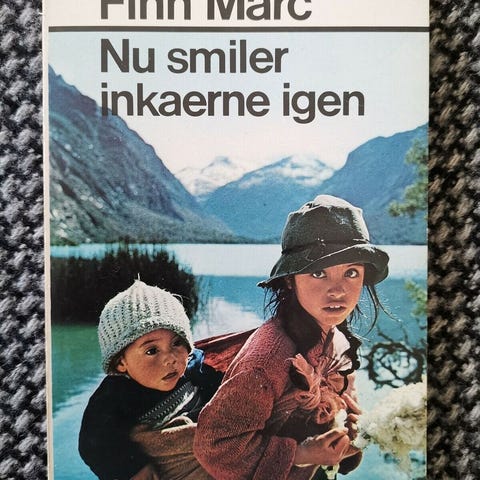 Finn Marc
Nu smiler
inkaerne igen